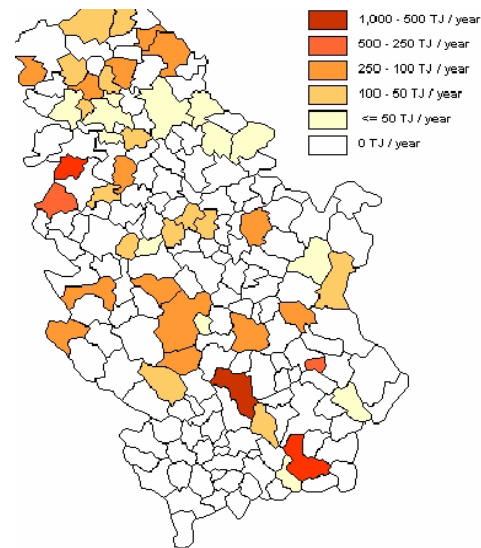 1,000 - 500 TJ / year
500 - 250 TJ / year
250 - 100 TJ / year
100 - 50 TJ / year
<= 50 TJ / year
0 TJ / year